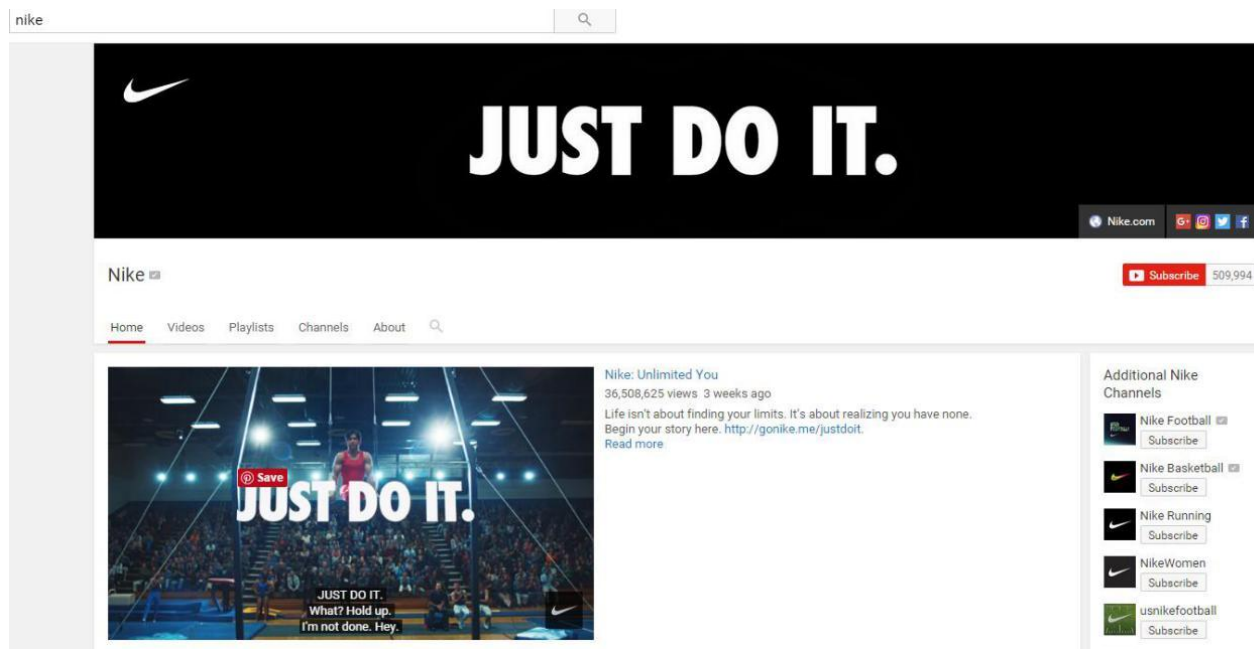 nike
JUST DO IT.
Nike.com
G+
Nike
Subscribe 509,994
Home Videos Playlists Channels About
Save
JUST DO IT.
JUST DO IT.
What? Hold up.
I'm not done. Hey.
Nike: Unlimited You
36,508,625 views 3 weeks ago
Life isn't about finding your limits. It's about realizing you have none.
Begin your story here. http://gonike.me/justdoit.
Read more
Additional Nike
Channels
Nike Football
Subscribe
Nike Basketball
Subscribe
Nike Running
Subscribe
NikeWomen
Subscribe
usnikefootball
Subscribe